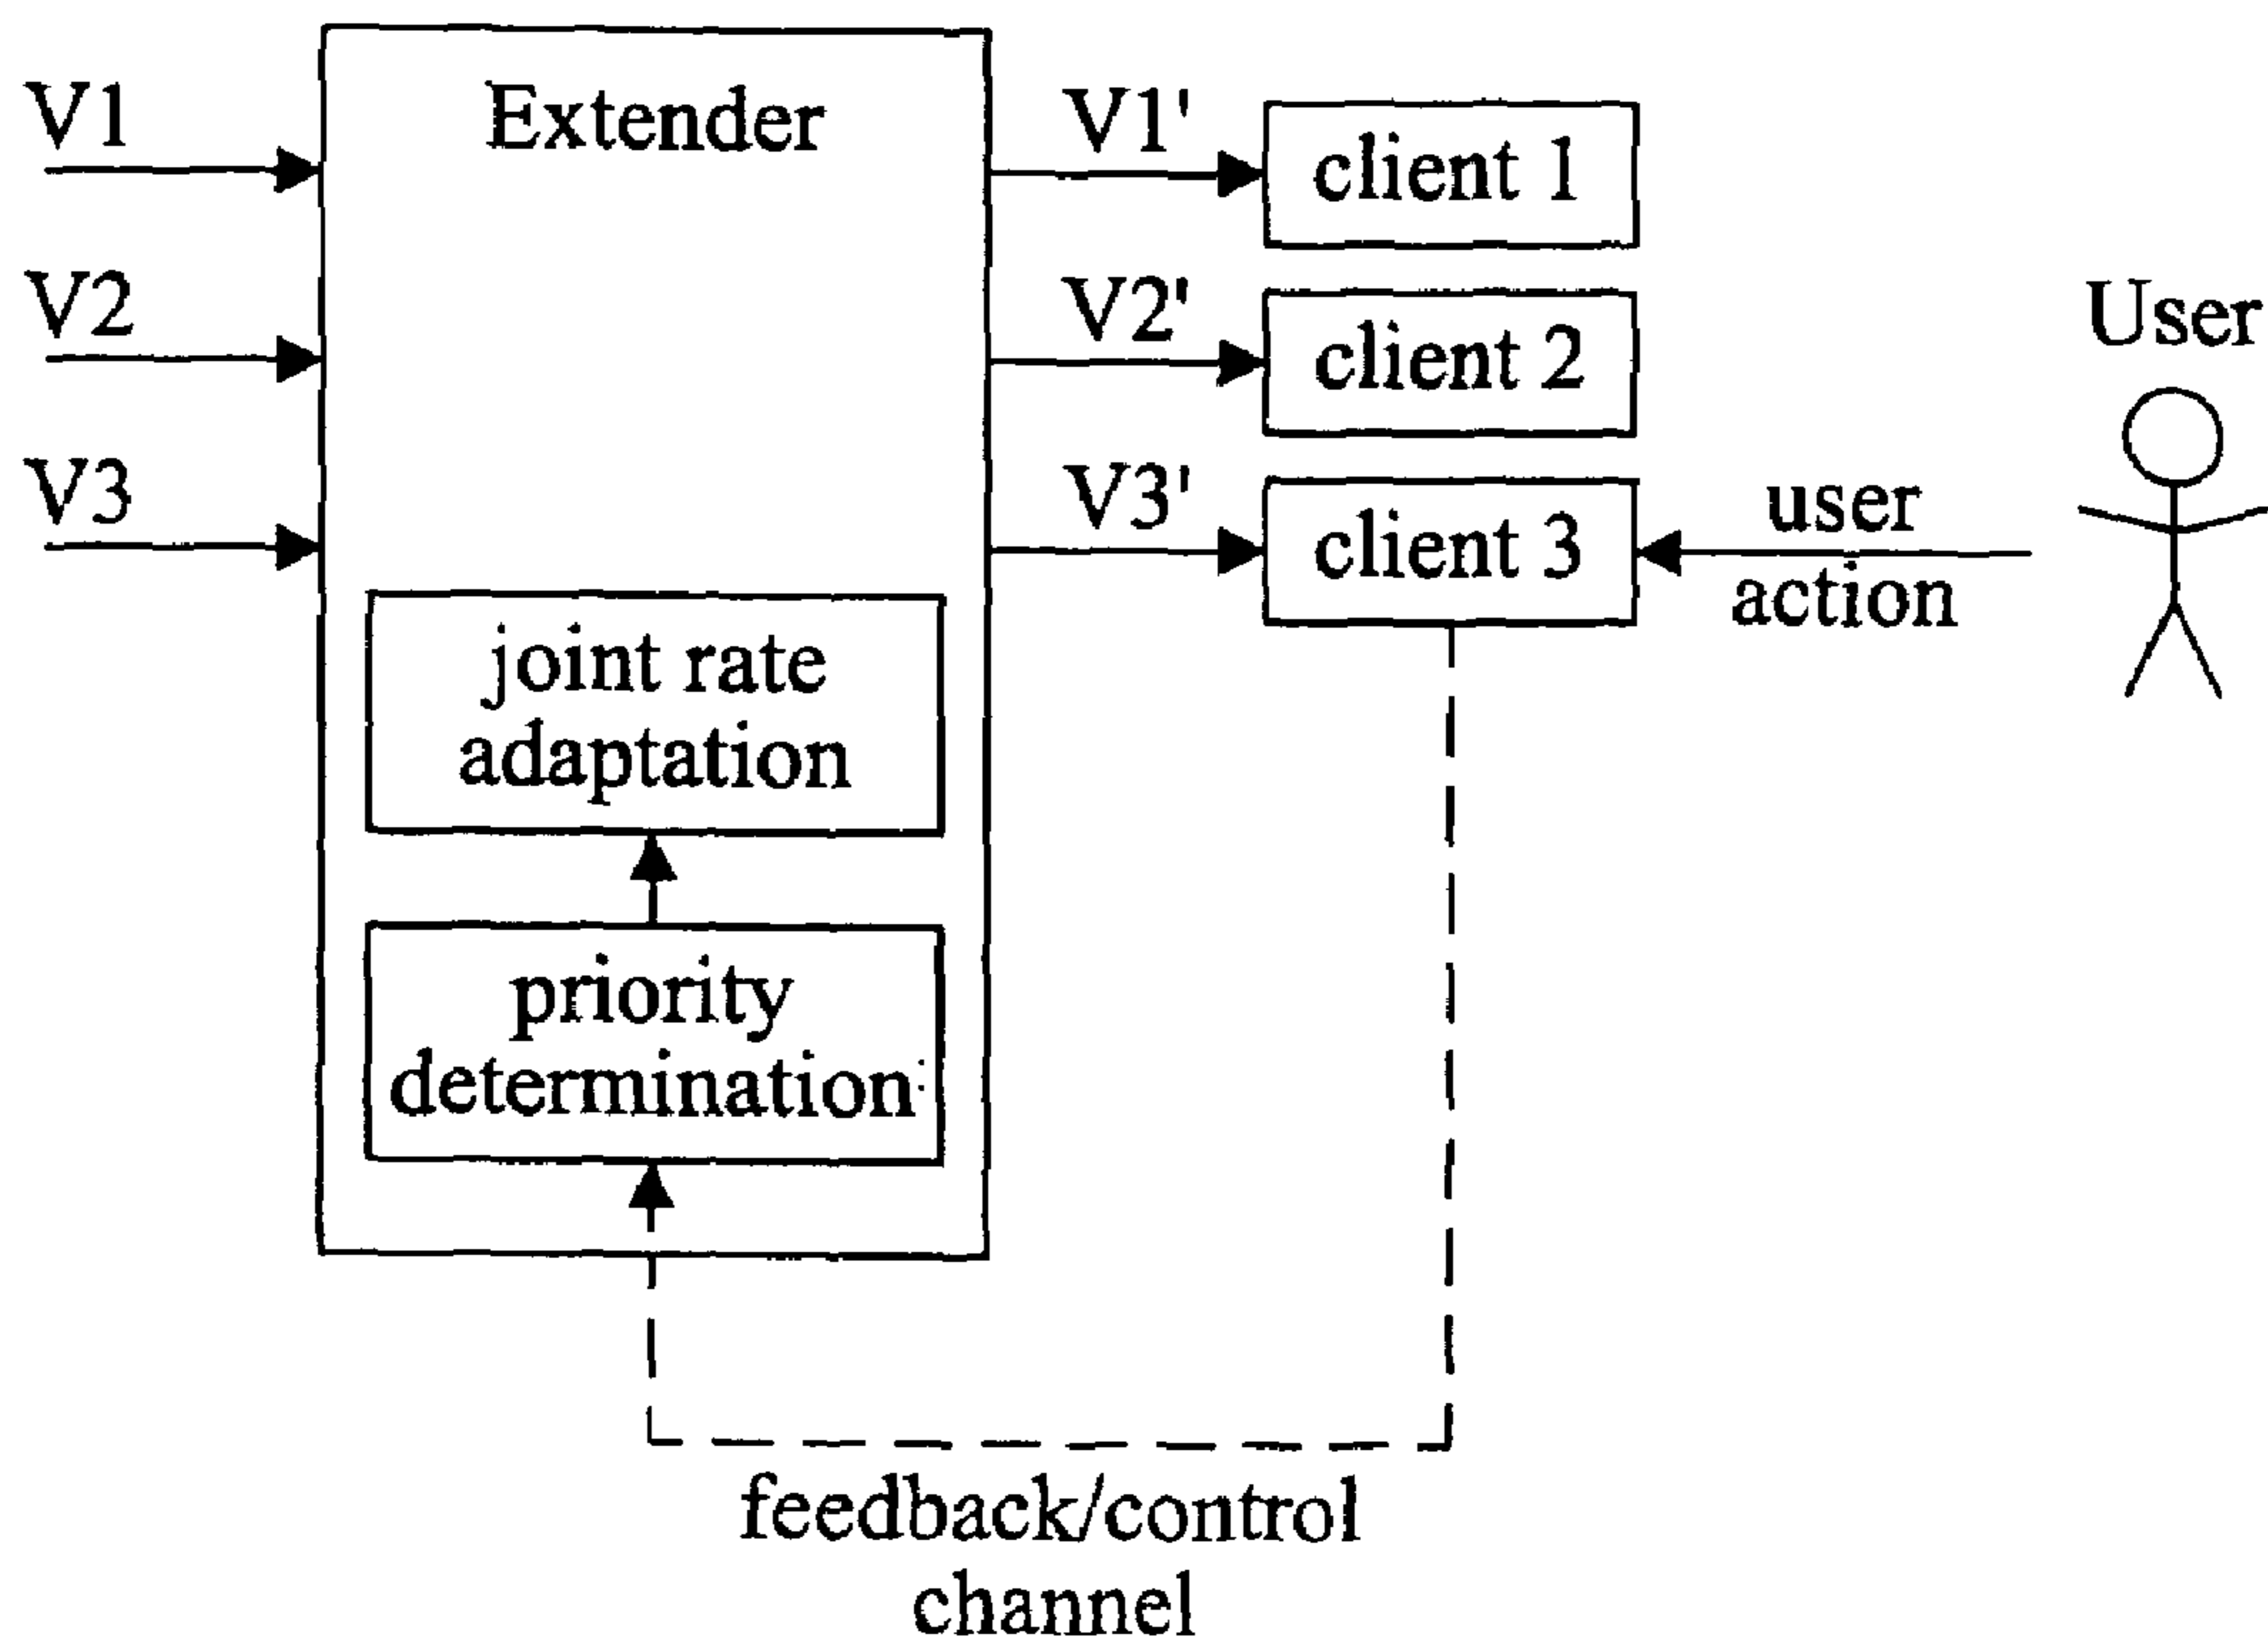 V1
V2
V3
Extender
joint rate
adaptation
priority
determination
V1'
V2'
V3'
client 1
client 2
client 3
user
action
User
feedback/control
channel